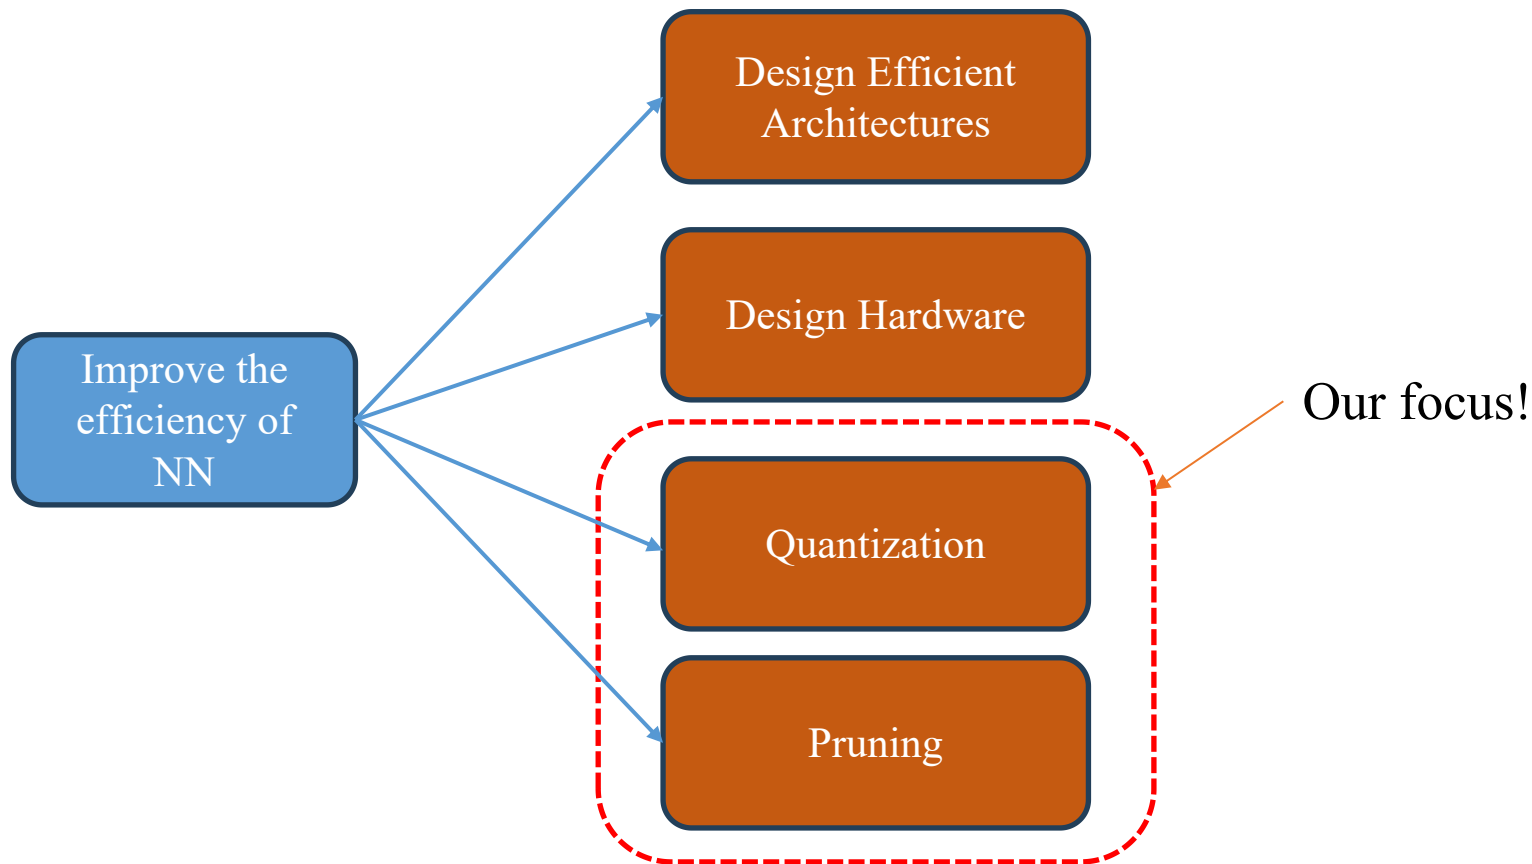 Design Efficient
Architectures
Design Hardware
Improve the
efficiency of
NN
Our focus!
Quantization
Pruning